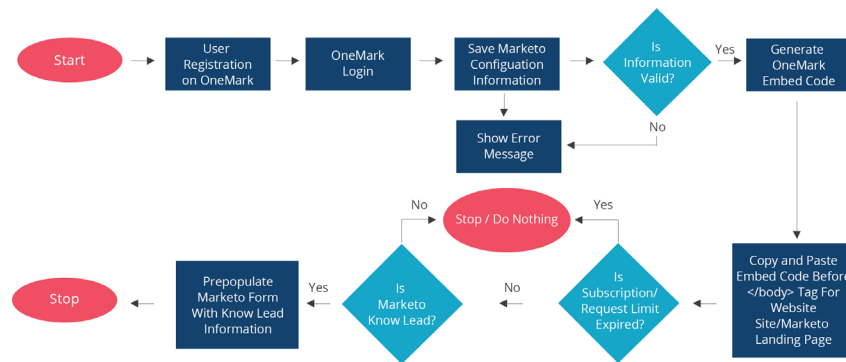 Start
User
Registration
on OneMark
OneMark
Login
Save Marketo
Configuation
Information
Is
Information
Valid?
Yes
Generate
OneMark
Embed Code
No
Show Error
Message
No
Stop / Do Nothing
Yes
Stop
Prepopulate
Marketo Form
With Know Lead
Information
Yes
Is
Marketo
Know Lead?
No
Is
Subscription/
Request Limit
Expired?
Copy and Paste
Embed Code Before
</body> Tag For
Website
Site/Marketo
Landing Page